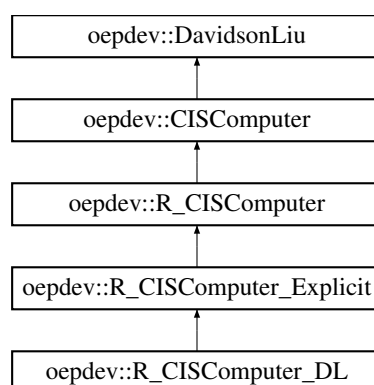 oepdev::DavidsonLiu
oepdev::CISComputer
oepdev::R_CISComputer
oepdev::R_CISComputer_Explicit
oepdev::R_CISComputer_DL